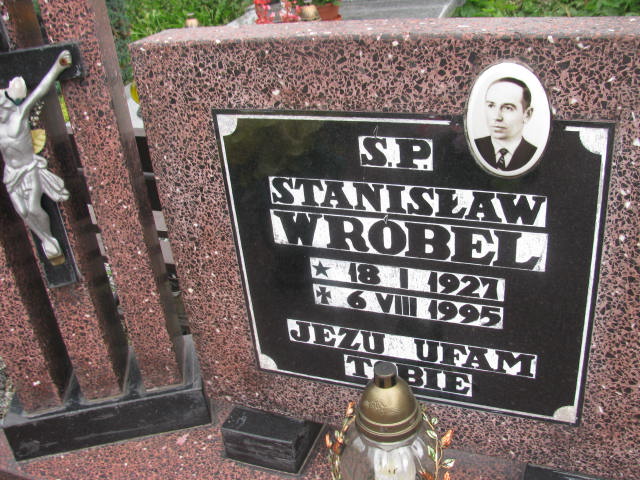 Ś.P.
STANISŁAW
WRÓBEL
★ 18 I 1927
✝ 6 VIII 1995
JEZU UFAM
TOBIE